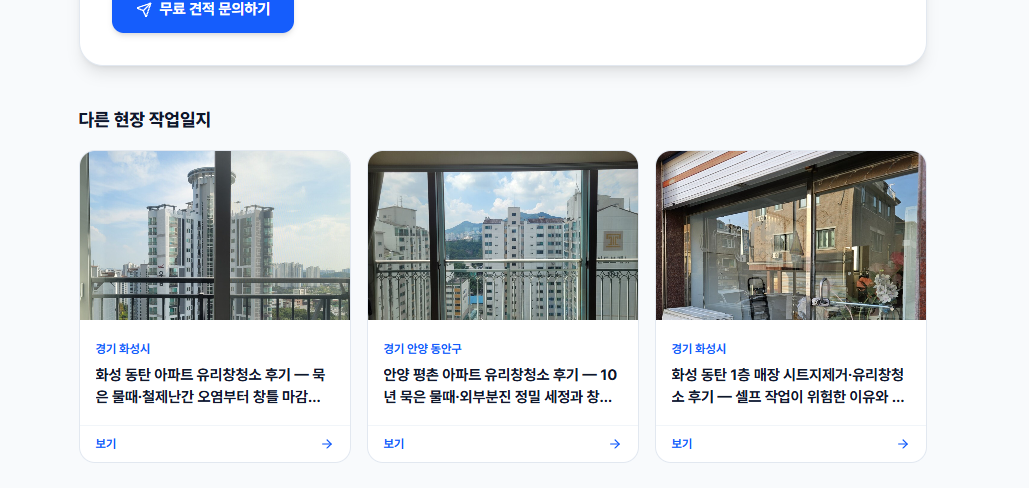 무료 견적 문의하기
다른 현장 작업일지
경기 화성시
화성 동탄 아파트 유리창청소 후기 — 묵
은 물때·철제난간 오염부터 창틀 마감...
보기
경기 안양 동안구
안양 평촌 아파트 유리창청소 후기 — 10
년 묵은 물때·외부분진 정밀 세정과 창...
보기
경기 화성시
화성 동탄 1층 매장 시트지제거·유리창청
소 후기 — 셀프 작업이 위험한 이유와 ...
보기